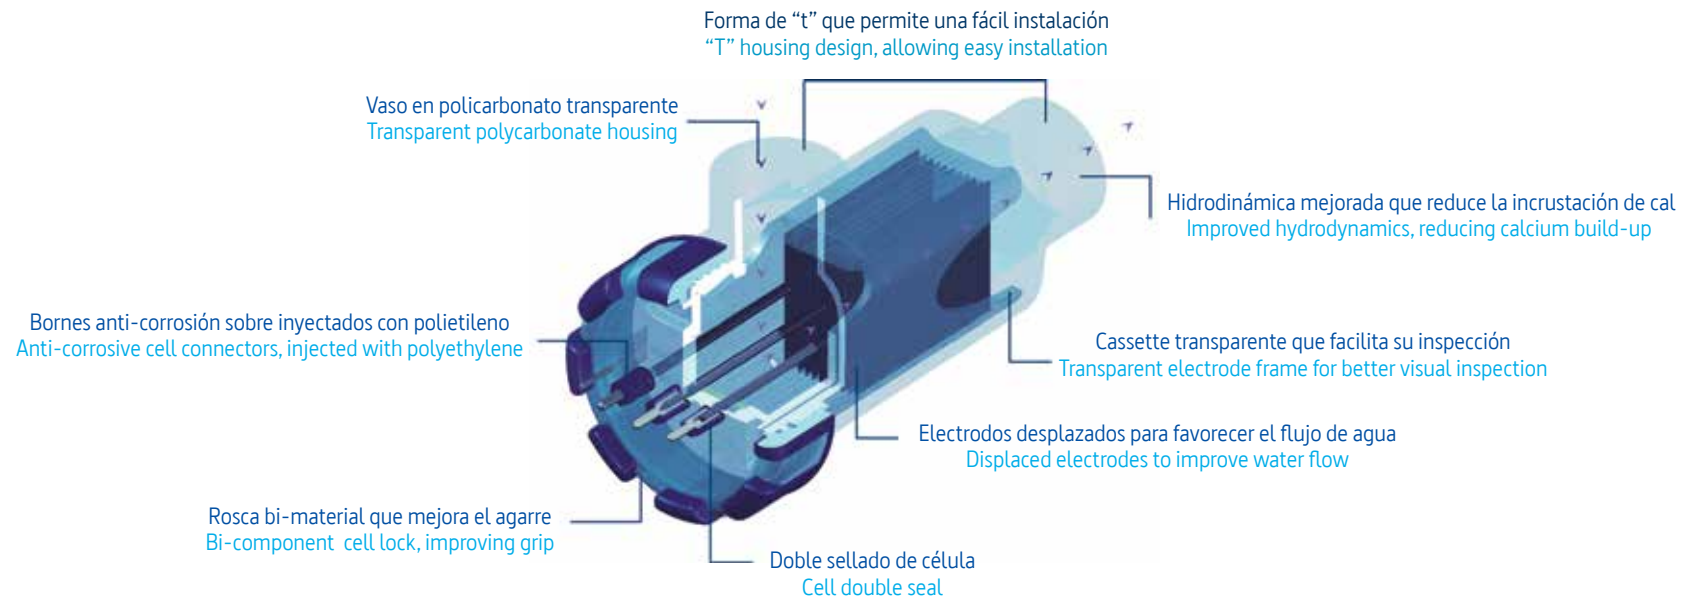 Forma de “t” que permite una fácil instalación
“T” housing design, allowing easy installation
Vaso en policarbonato transparente
Transparent polycarbonate housing
Hidrodinámica mejorada que reduce la incrustación de cal
Improved hydrodynamics, reducing calcium build-up
Bornes anti-corrosión sobre inyectados con polietileno
Anti-corrosive cell connectors, injected with polyethylene
Cassette transparente que facilita su inspección
Transparent electrode frame for better visual inspection
Electrodos desplazados para favorecer el flujo de agua
Displaced electrodes to improve water flow
Rosca bi-material que mejora el agarre
Bi-component cell lock, improving grip
Doble sellado de célula
Cell double seal